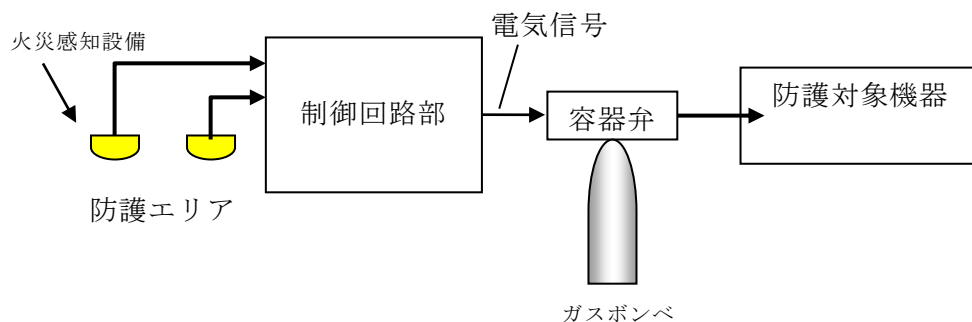 火災感知設備
電気信号
制御回路部
容器弁
防護対象機器
防護エリア
ガスボンベ